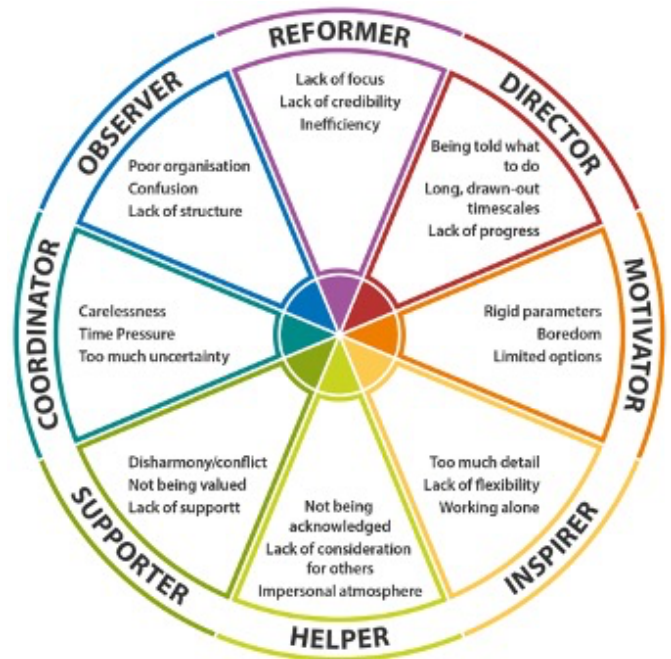 REFORMER
Lack of focus
Lack of credibility
Inefficiency
DIRECTOR
Being told what
to do
Long, drawn-out
timescales
Lack of progress
MOTIVATOR
Rigid parameters
Boredom
Limited options
INSPIRER
Too much detail
Lack of flexibility
Working alone
HELPER
Not being
acknowledged
Lack of consideration
for others
Impersonal atmosphere
SUPPORTER
Disharmony/conflict
Not being valued
Lack of supportt
COORDINATOR
Carelessness
Time Pressure
Too much uncertainty
OBSERVER
Poor organisation
Confusion
Lack of structure